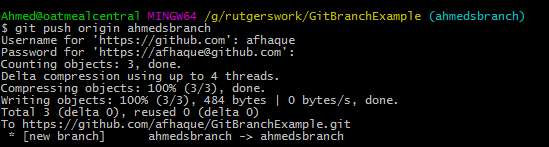 Ahmed@oatmealcentral MINGW64 /g/rutgerswork/GitBranchExample (ahmedsbranch)
$ git push origin ahmedsbranch
Username for 'https://github.com': afhaque
Password for 'https://afhaque@github.com':
Counting objects: 3, done.
Delta compression using up to 4 threads.
Compressing objects: 100% (3/3), done.
Writing objects: 100% (3/3), 484 bytes | 0 bytes/s, done.
Total 3 (delta 0), reused 0 (delta 0)
To https://github.com/afhaque/GitBranchExample.git
 * [new branch]      ahmedsbranch -> ahmedsbranch